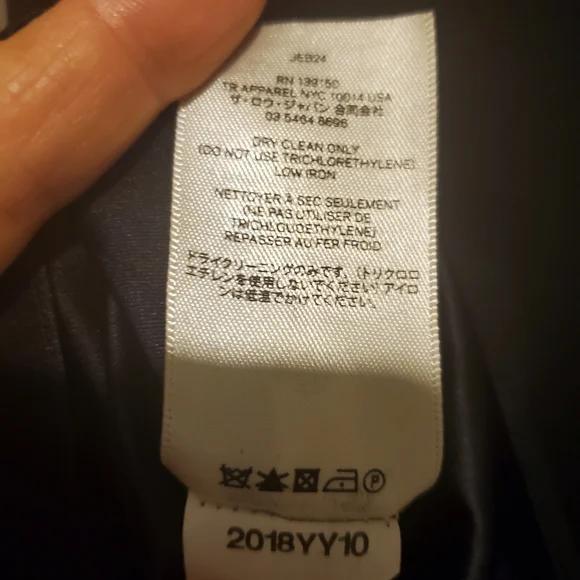 JEB24
RN 139150
TR APPAREL NYC 10014 USA
ザ・ロウ・ジャパン 合同会社
03 5464 8696
DRY CLEAN ONLY
(DO NOT USE TRICHLORETHYLENE)
LOW IRON
NETTOYER À SEC SEULEMENT
(NE PAS UTILISER DE
TRICHLOUOETHYLENE)
REPASSER AU FER FROID
ドライクリーニングのみです。(トリクロロ
エチレンを使用しないでください) アイロ
ンは低温でかけてください。
P
2018YY10